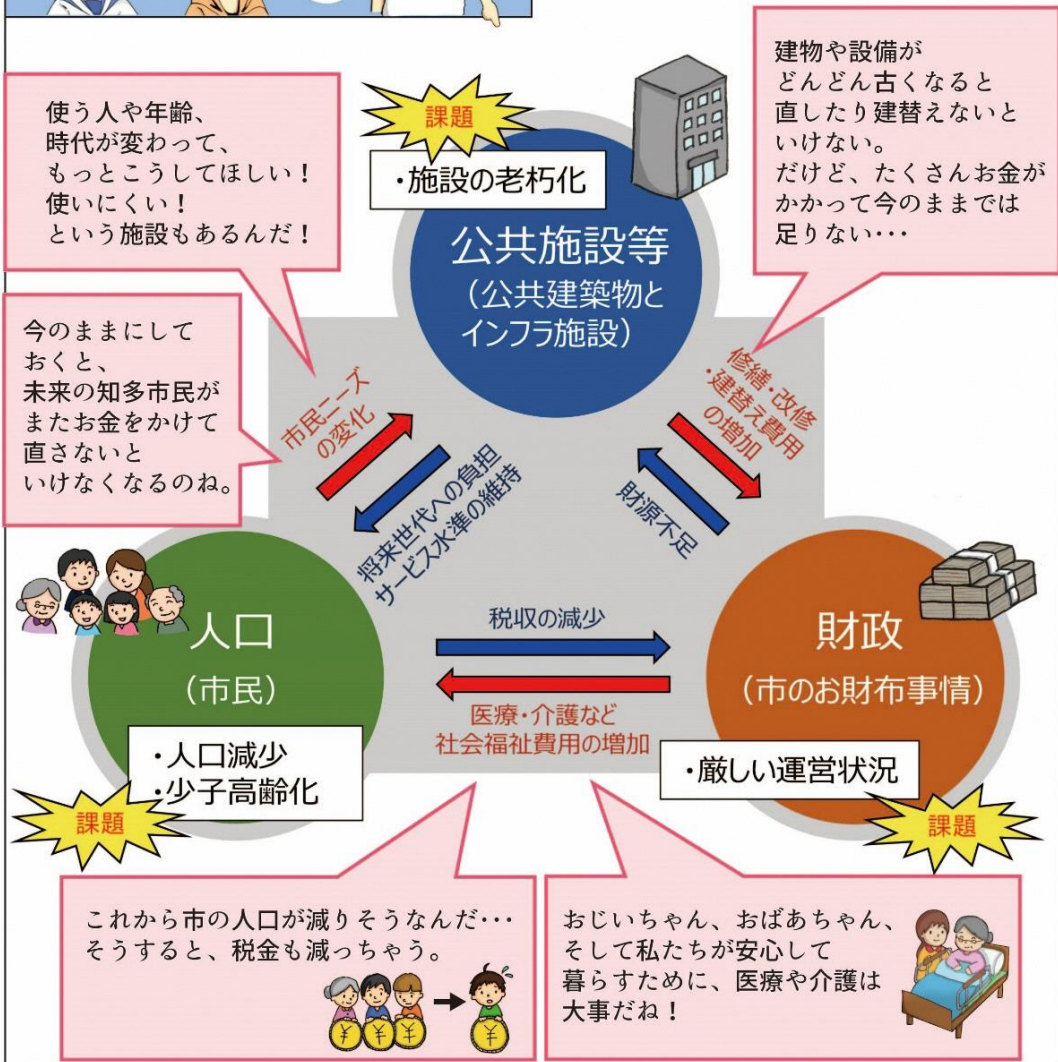 使う人や年齢、
時代が変わって、
もっとこうしてほしい！
使いにくい！
という施設もあるんだ！
課題
・施設の老朽化
公共施設等
（公共建築物と
インフラ施設）
建物や設備が
どんどん古くなると
直したり建替えないと
いけない。
だけど、たくさんお金が
かかって今のままでは
足りない･･･
今のままにして
おくと、
未来の知多市民が
またお金をかけて
直さないと
いけなくなるのね。
市民ニーズ
の変化
将来世代への負担
サービス水準の維持
修繕・改修
・建替え費用
の増加
財源不足
人口
（市民）
・人口減少
・少子高齢化
課題
税収の減少
医療・介護など
社会福祉費用の増加
財政
（市のお財布事情）
・厳しい運営状況
課題
これから市の人口が減りそうなんだ･･･
そうすると、税金も減っちゃう。
¥ ¥ ¥ ¥
おじいちゃん、おばあちゃん、
そして私たちが安心して
暮らすために、医療や介護は
大事だね！